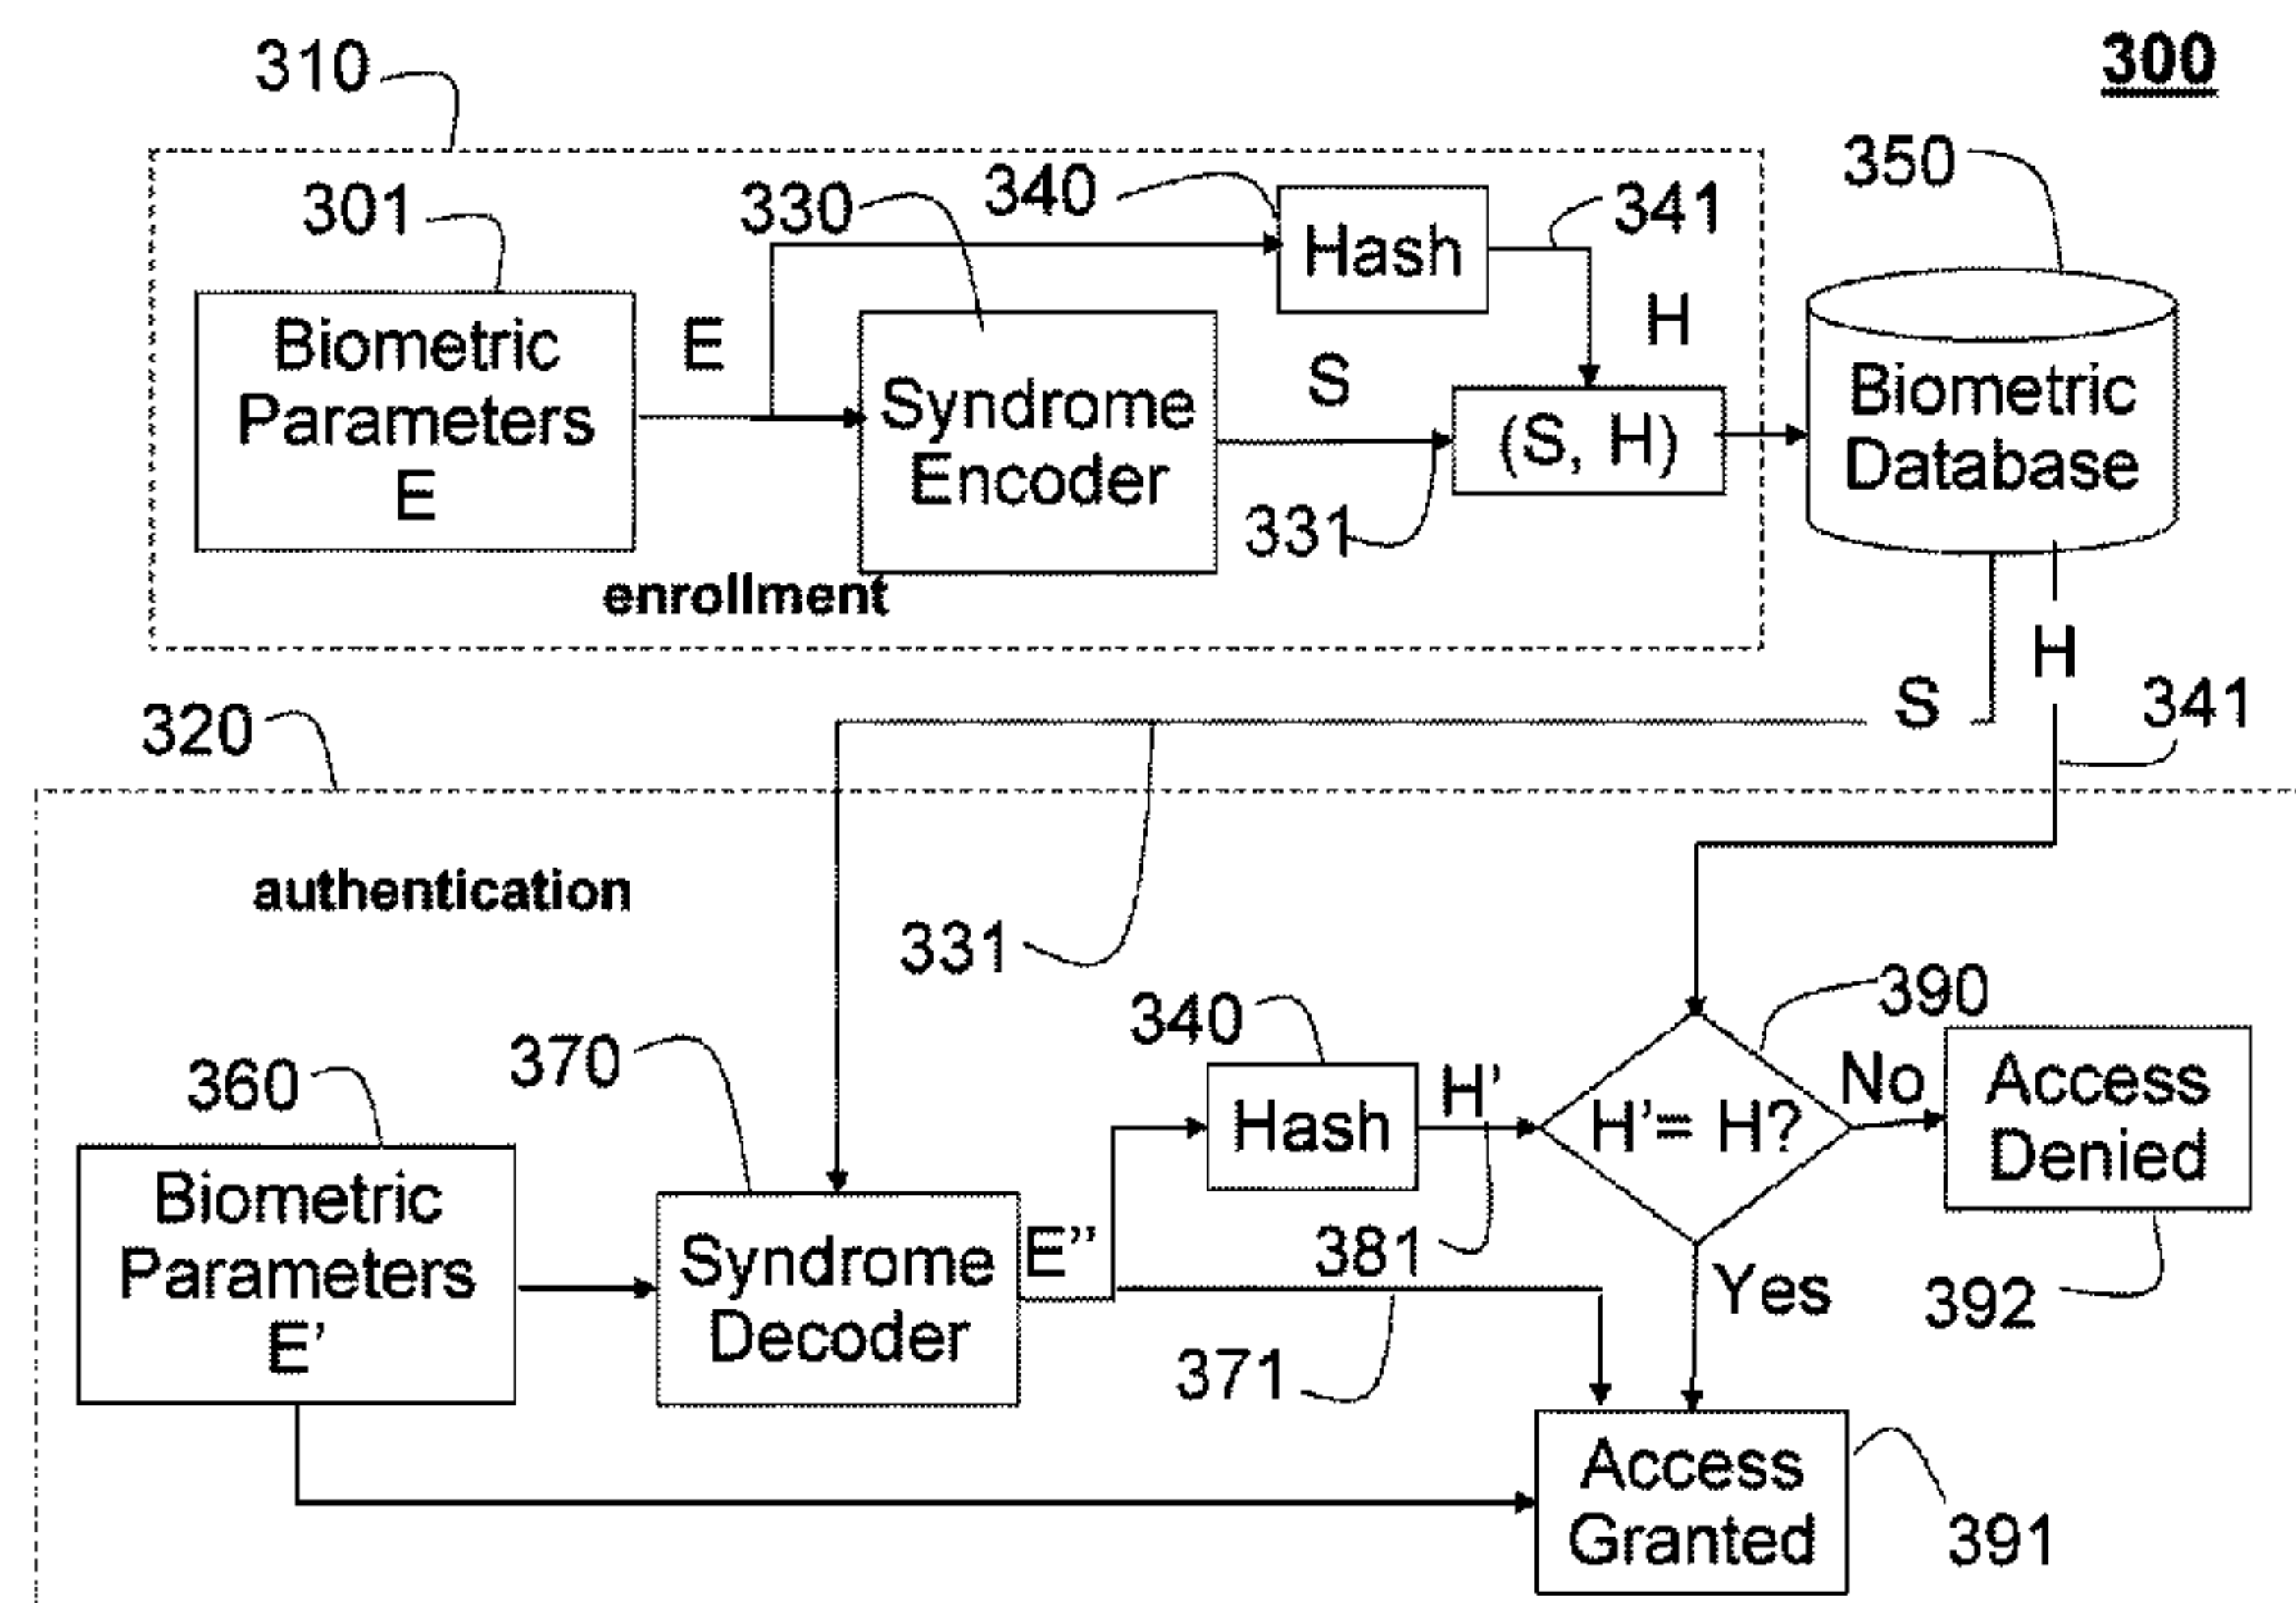 310
300
301
330
340
Hash
341
350
Biometric
Parameters
E
E
Syndrome
Encoder
S
H
(S, H)
331
Biometric
Database
enrollment
H
S
341
320
authentication
331
340
390
360
370
Biometric
Parameters
E'
Syndrome
Decoder
E''
Hash
H'
381
H'= H?
No
Access
Denied
392
Yes
371
Access
Granted
391